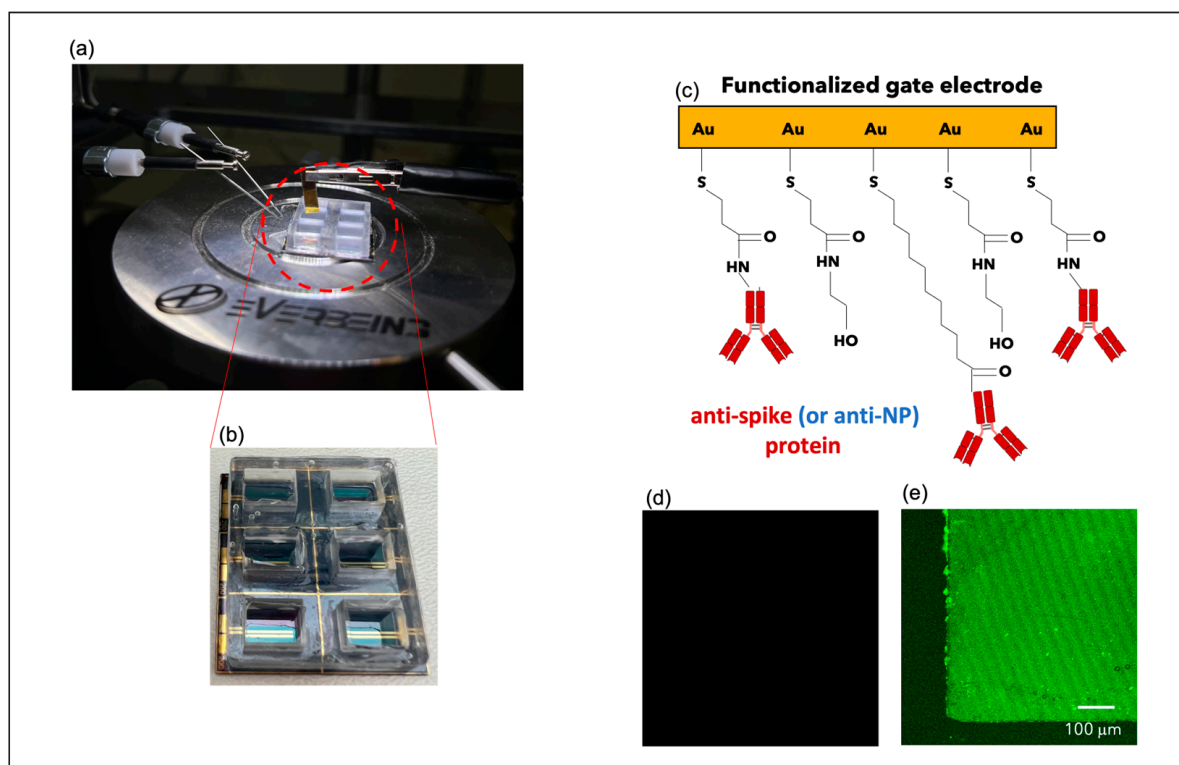 (a)
EVERBEING
(b)
(c)
Functionalized gate electrode
Au Au Au Au Au
S S S S S
O O O O
HN HN HN HN
HO HO
O
anti-spike (or anti-NP)
protein
(d)
(e)
100 µm